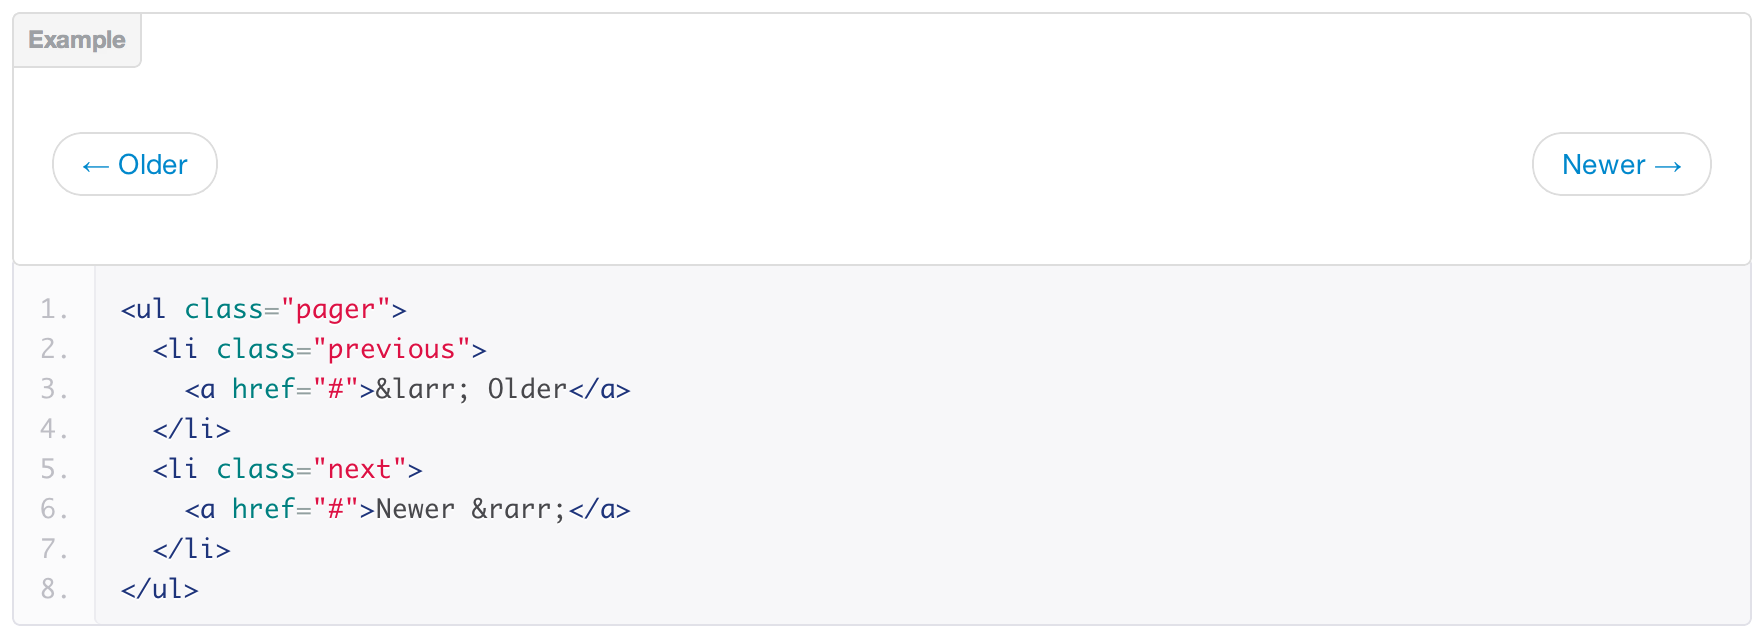 Example
← Older
Newer →
1. <ul class="pager">
2.   <li class="previous">
3.     <a href="#">&larr; Older</a>
4.   </li>
5.   <li class="next">
6.     <a href="#">Newer &rarr;</a>
7.   </li>
8. </ul>